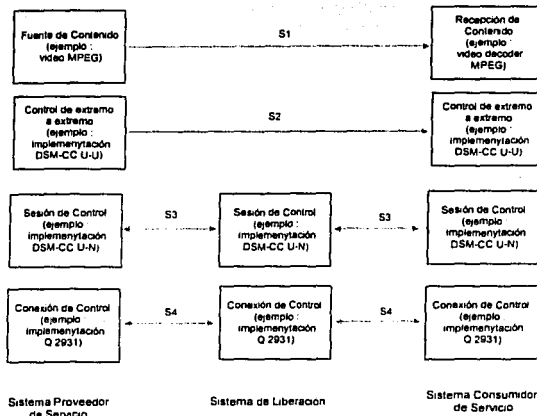 Fuente de Contenido
(ejemplo :
video MPEG)
S1
Recepción de
Contenido
(ejemplo :
video decoder
MPEG)
Control de extremo
a extremo
(ejemplo :
implemenytación
DSM-CC U-U)
S2
Control de extremo
a extremo
(ejemplo :
implemenytación
DSM-CC U-U)
Sesión de Control
(ejemplo :
implemenytación
DSM-CC U-N)
S3
Sesión de Control
(ejemplo :
implemenytación
DSM-CC U-N)
S3
Sesión de Control
(ejemplo :
implemenytación
DSM-CC U-N)
Conexión de Control
(ejemplo :
implemenytación
Q 2931)
S4
Conexión de Control
(ejemplo :
implemenytación
Q 2931)
S4
Conexión de Control
(ejemplo :
implemenytación
Q 2931)
Sistema Proveedor
de Servicio
Sistema de Liberación
Sistema Consumidor
de Servicio